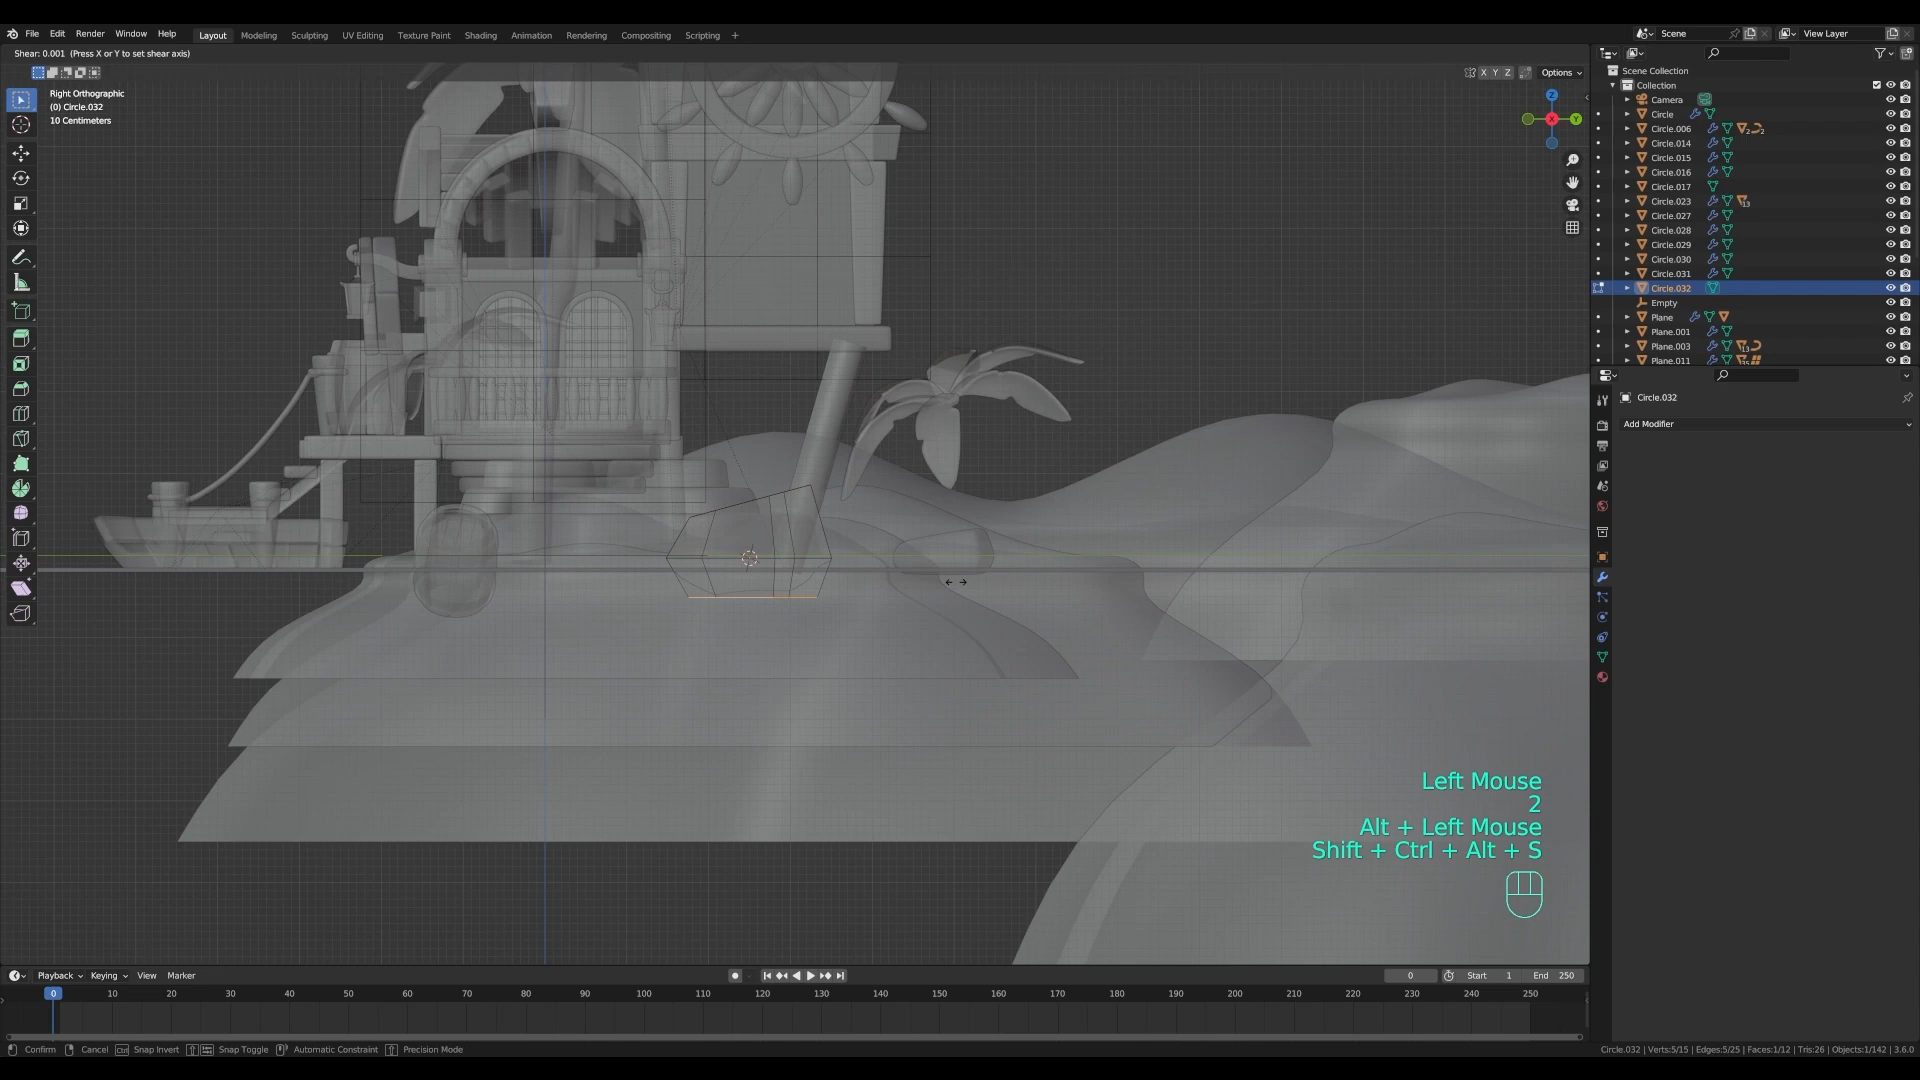 File Edit Render Window Help Layout Modeling Sculpting UV Editing Texture Paint Shading Animation Rendering Compositing Scripting + Scene View Layer
Shear: 0.001 (Press X or Y to set shear axis)
X Y Z Options
Right Orthographic
(0) Circle.032
10 Centimeters
Z
X
Y
Scene Collection
Collection
Camera
Circle
Circle.006
Circle.014
Circle.015
Circle.016
Circle.017
Circle.023
Circle.027
Circle.028
Circle.029
Circle.030
Circle.031
Circle.032
Empty
Plane
Plane.001
Plane.003
Plane.011
Circle.032
Add Modifier
Left Mouse
2
Alt + Left Mouse
Shift + Ctrl + Alt + S
Playback Keying View Marker 0 Start 1 End 250
0 10 20 30 40 50 60 70 80 90 100 110 120 130 140 150 160 170 180 190 200 210 220 230 240 250
Confirm Cancel Ctrl Snap Invert Snap Toggle Automatic Constraint Precision Mode Circle.032 | Verts:5/15 | Edges:5/25 | Faces:1/12 | Tris:26 | Objects:1/142 | 3.6.0